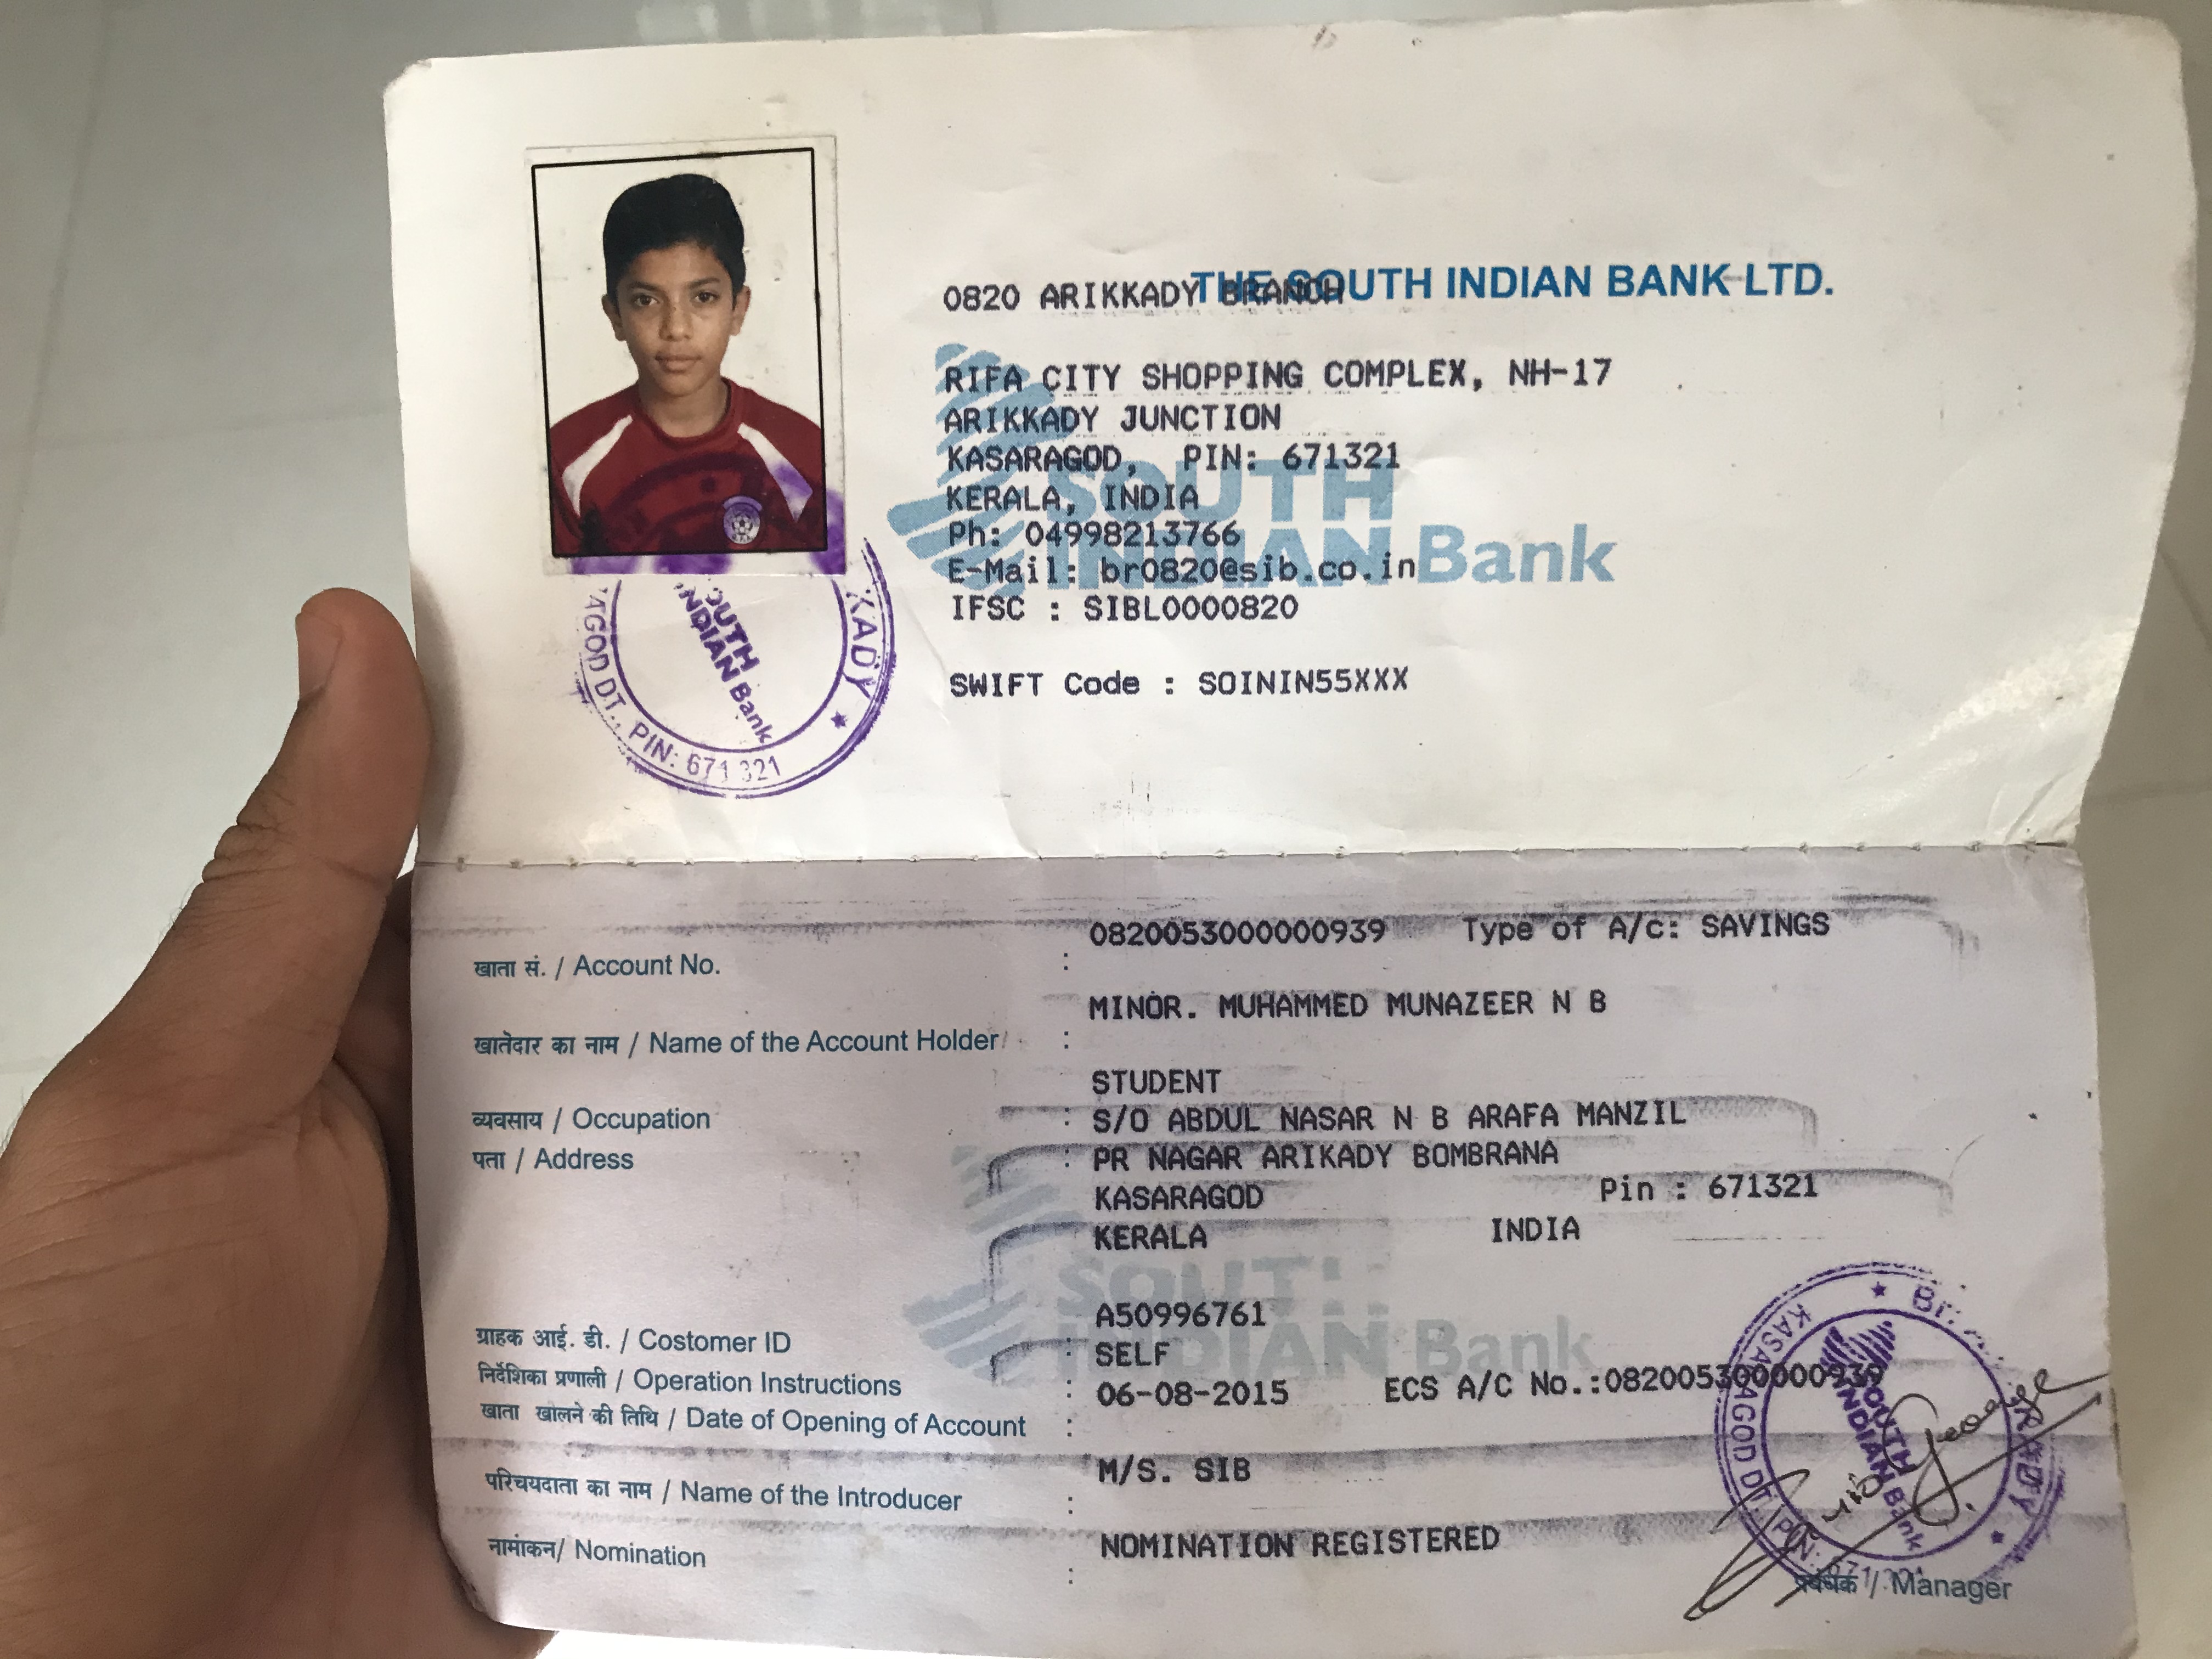 THE SOUTH INDIAN BANK LTD.
0820 ARIKKADY BRANCH
RIFA CITY SHOPPING COMPLEX, NH-17
ARIKKADY JUNCTION
KASARAGOD, PIN: 671321
KERALA, INDIA
Ph: 04998213766
E-Mail: br0820@sib.co.in
IFSC : SIBL0000820
SWIFT Code : SOININ55XXX
SOUTH
INDIAN Bank
KADY ★
SOUTH
INDIAN Bank
AGOD DT., PIN: 671 321
0820053000000939 Type of A/c: SAVINGS
खाता सं. / Account No. :
MINOR. MUHAMMED MUNAZEER N B
खातेदार का नाम / Name of the Account Holder :
STUDENT
व्यवसाय / Occupation : S/O ABDUL NASAR N B ARAFA MANZIL
पता / Address : PR NAGAR ARIKADY BOMBRANA
KASARAGOD Pin : 671321
KERALA INDIA
SOUTH
INDIAN Bank
A50996761
ग्राहक आई. डी. / Costomer ID : SELF
निर्देशिका प्रणाली / Operation Instructions : 06-08-2015 ECS A/C No.:0820053000000939
खाता खोलने की तिथि / Date of Opening of Account :
M/S. SIB
परिचयदाता का नाम / Name of the Introducer :
NOMINATION REGISTERED
नामांकन/ Nomination :
SOUTH
INDIAN Bank
KASARAGOD DT. PIN: 671
प्रबंधक / Manager